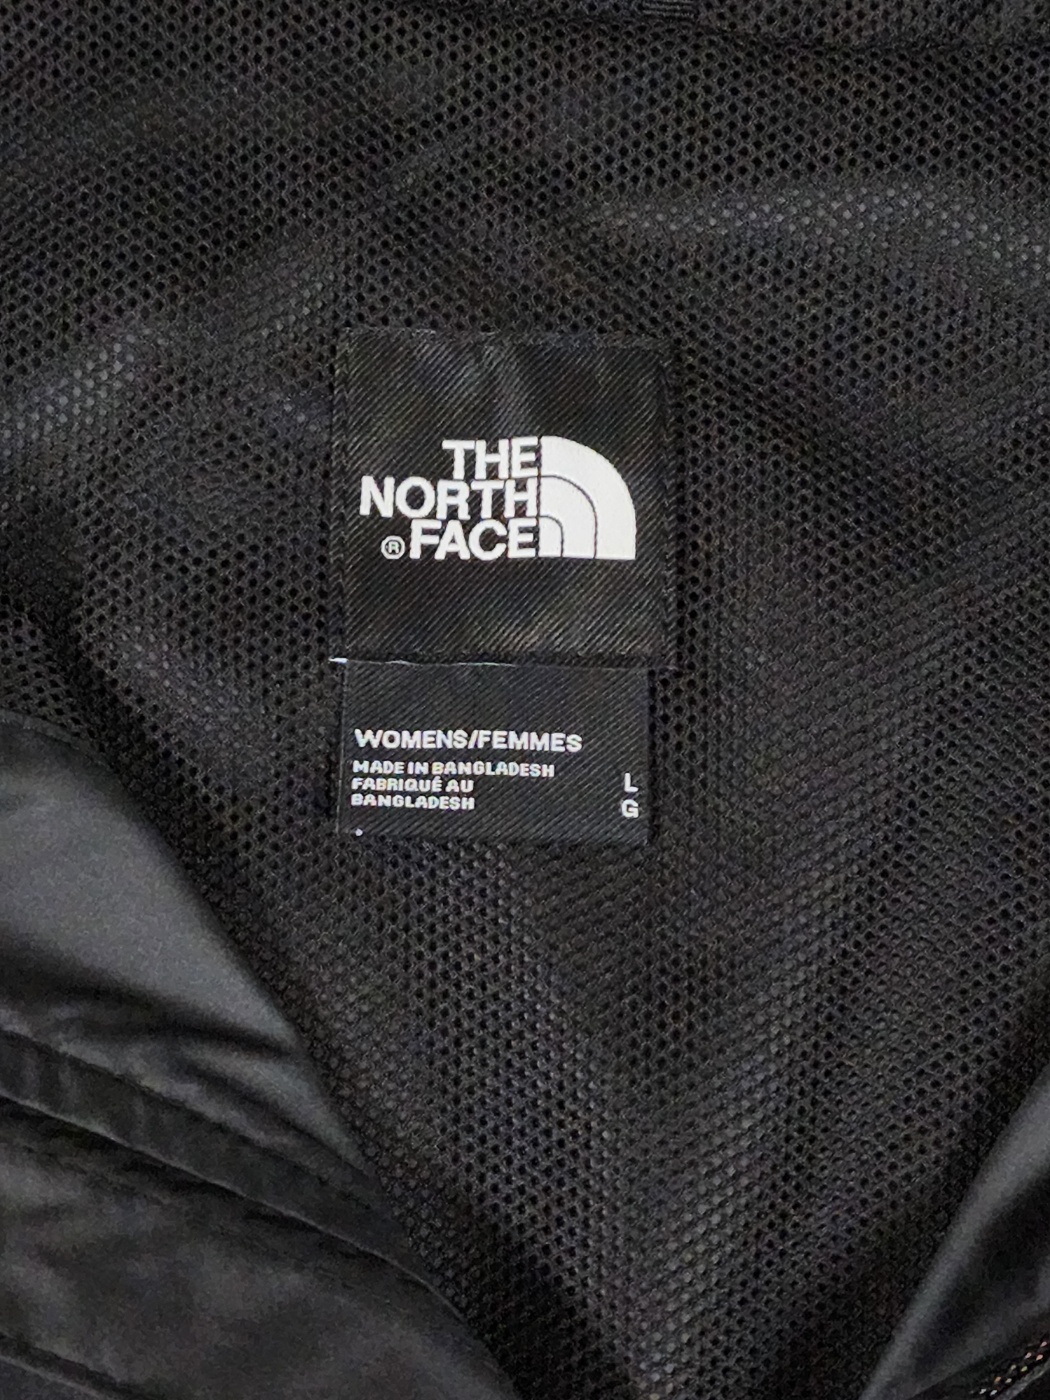 THE
NORTH
®FACE
WOMENS/FEMMES
MADE IN BANGLADESH
FABRIQUÉ AU
BANGLADESH
L
G